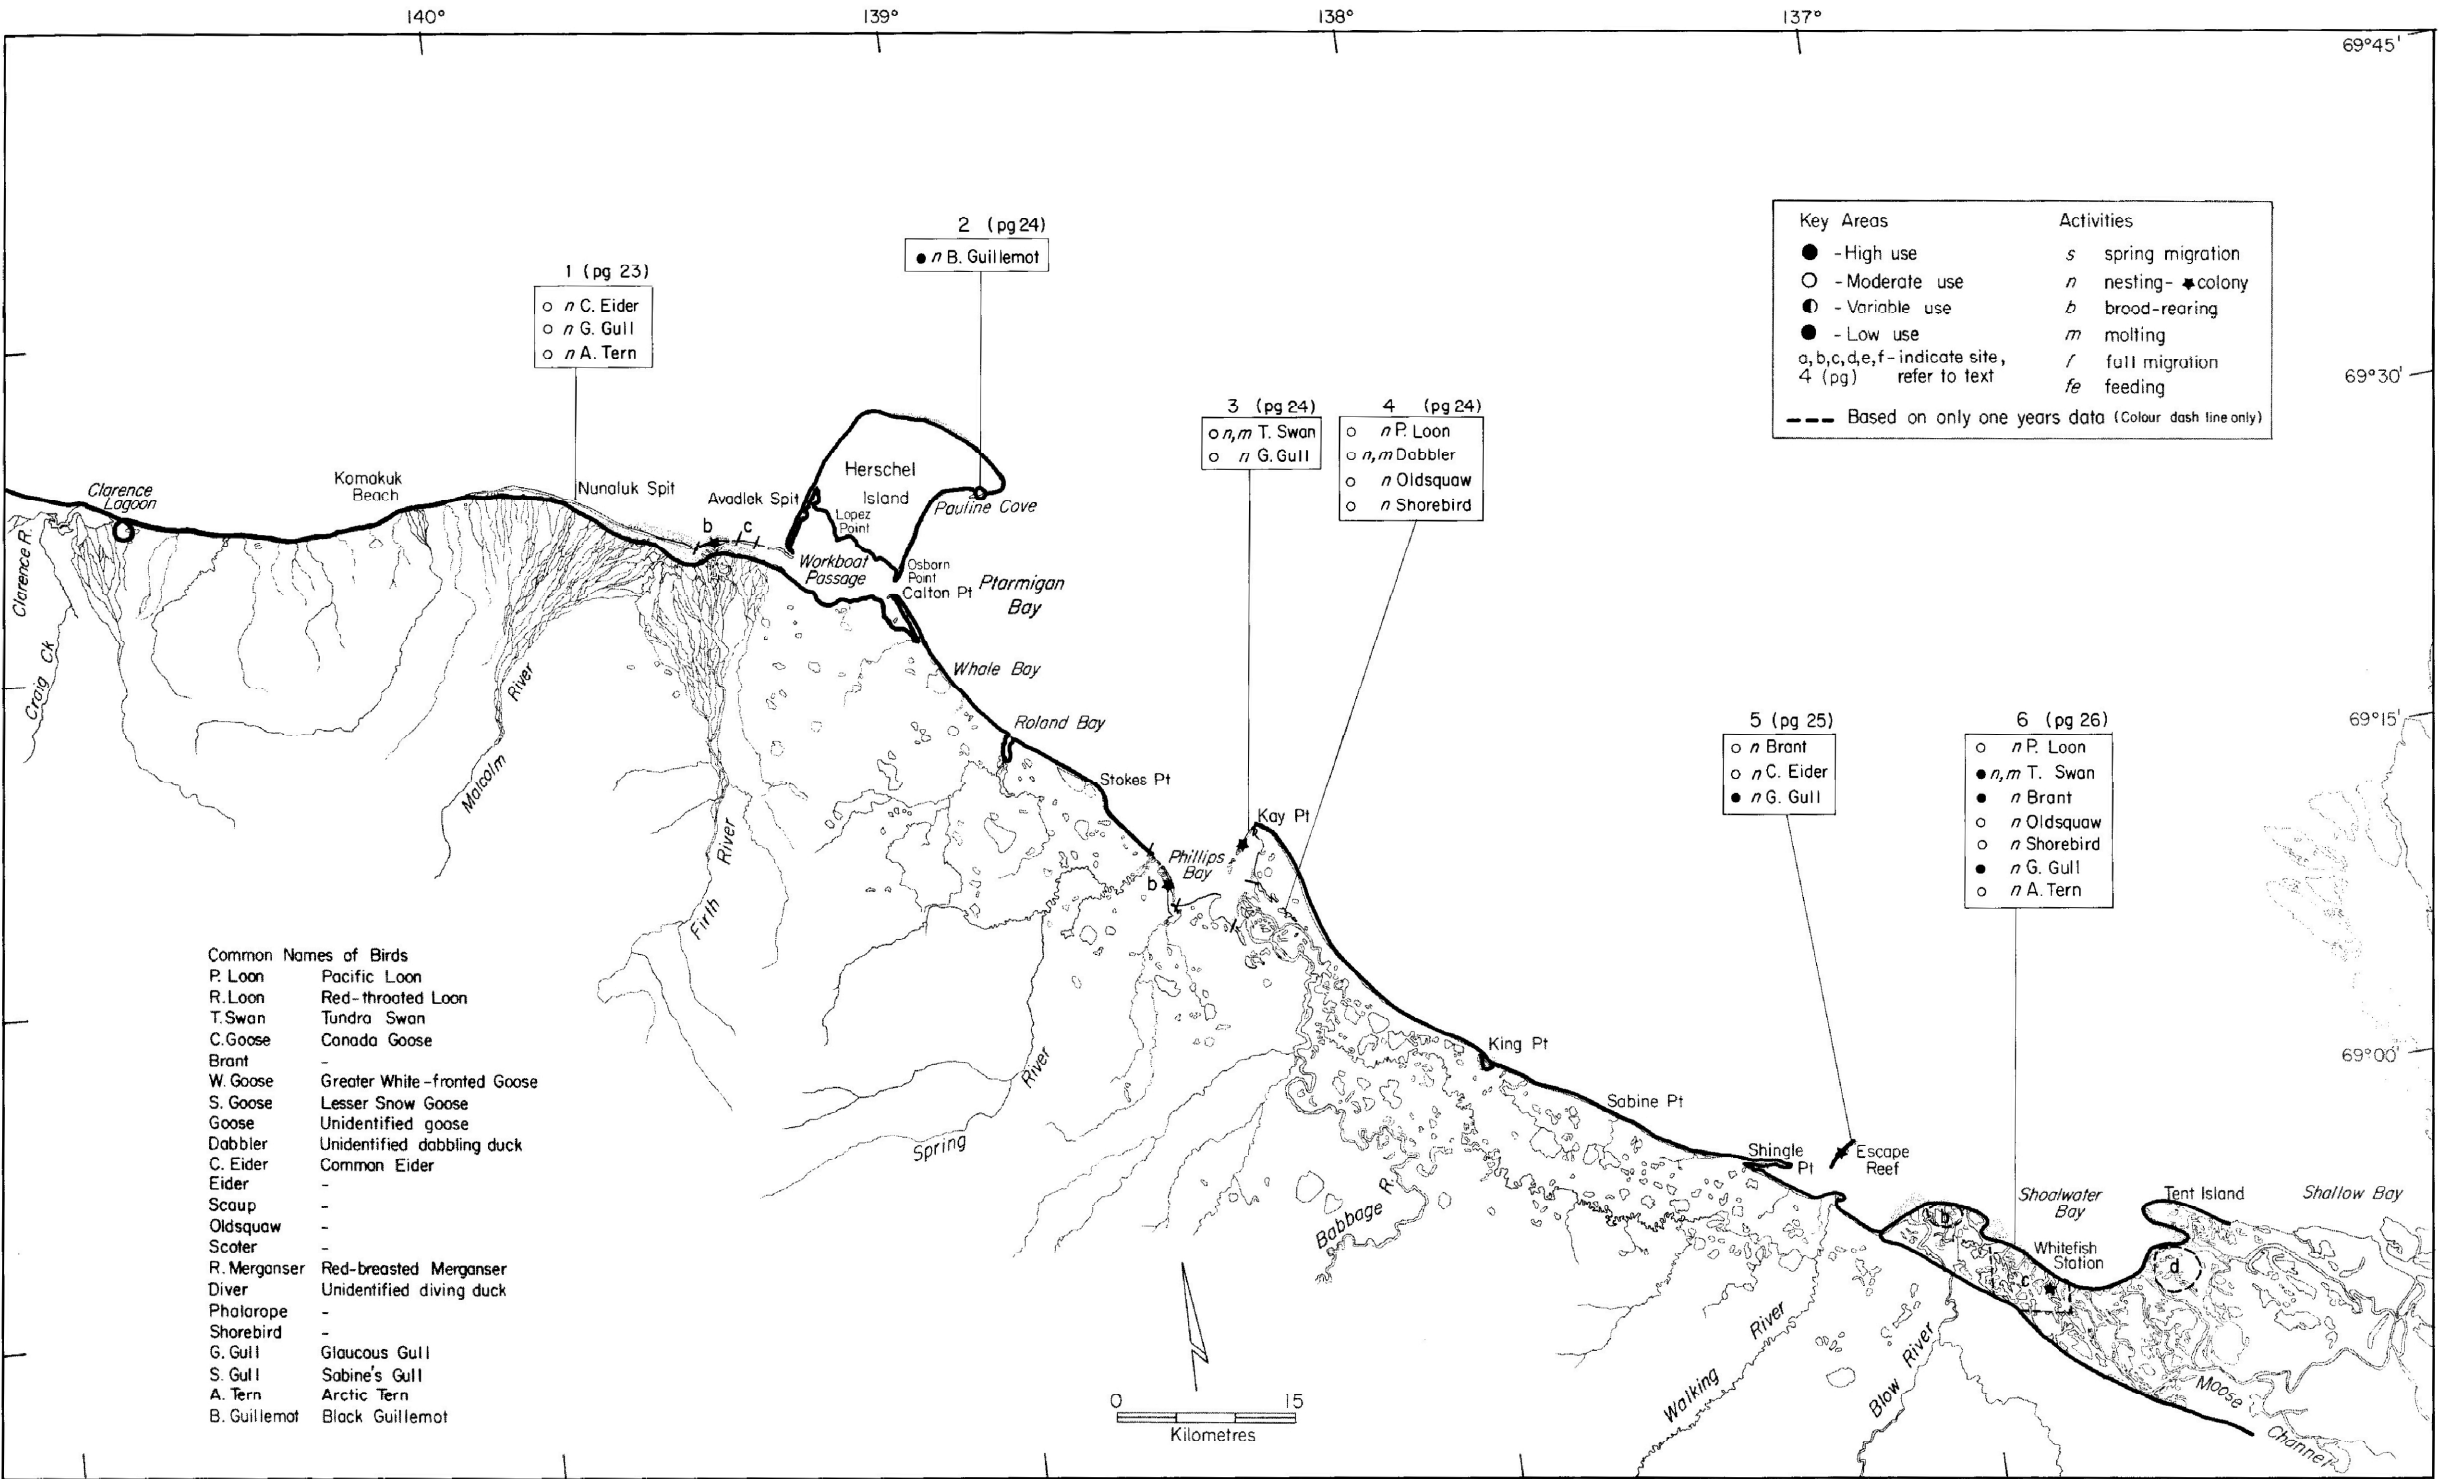 140°
139°
138°
137°
69°45'
69°30'
69°15'
69°00'
1 (pg 23)
○ n C. Eider
○ n G. Gull
○ n A. Tern
2 (pg24)
● n B. Guillemot
3 (pg24)
○ n,m T. Swan
○ n G. Gull
4 (pg24)
○ n P. Loon
○ n,m Dabbler
○ n Oldsquaw
○ n Shorebird
5 (pg 25)
○ n Brant
○ n C. Eider
● n G. Gull
6 (pg 26)
○ n P. Loon
● n,m T. Swan
● n Brant
○ n Oldsquaw
○ n Shorebird
● n G. Gull
○ n A. Tern
Key Areas
● - High use
○ - Moderate use
◐ - Variable use
● - Low use
a,b,c,d,e,f - indicate site,
4 (pg) refer to text
Activities
s spring migration
n nesting- ★colony
b brood-rearing
m molting
f full migration
fe feeding
--- Based on only one years data (Colour dash line only)
Clarence
Lagoon
Komakuk
Beach
Nunaluk Spit
Avadlek Spit
Herschel
Island
Lopez
Point
Pauline Cove
b
c
Workboat
Passage
Osborn
Point
Calton Pt
Ptarmigan
Bay
Clarence R.
Craig Ck
Malcolm
River
Firth
River
Whale Bay
Roland Bay
Stokes Pt
Kay Pt
Phillips
Bay
b
Spring
River
Babbage R.
King Pt
Sabine Pt
Shingle
Pt
Escape
Reef
Walking
River
Blow
River
b
c
d
Shoalwater
Bay
Whitefish
Station
Tent Island
Shallow Bay
Moose
Channel
Common Names of Birds
P. Loon Pacific Loon
R. Loon Red-throated Loon
T. Swan Tundra Swan
C. Goose Canada Goose
Brant -
W. Goose Greater White-fronted Goose
S. Goose Lesser Snow Goose
Goose Unidentified goose
Dabbler Unidentified dabbling duck
C. Eider Common Eider
Eider -
Scaup -
Oldsquaw -
Scoter -
R. Merganser Red-breasted Merganser
Diver Unidentified diving duck
Phalarope -
Shorebird -
G. Gull Glaucous Gull
S. Gull Sabine's Gull
A. Tern Arctic Tern
B. Guillemot Black Guillemot
0 15
Kilometres